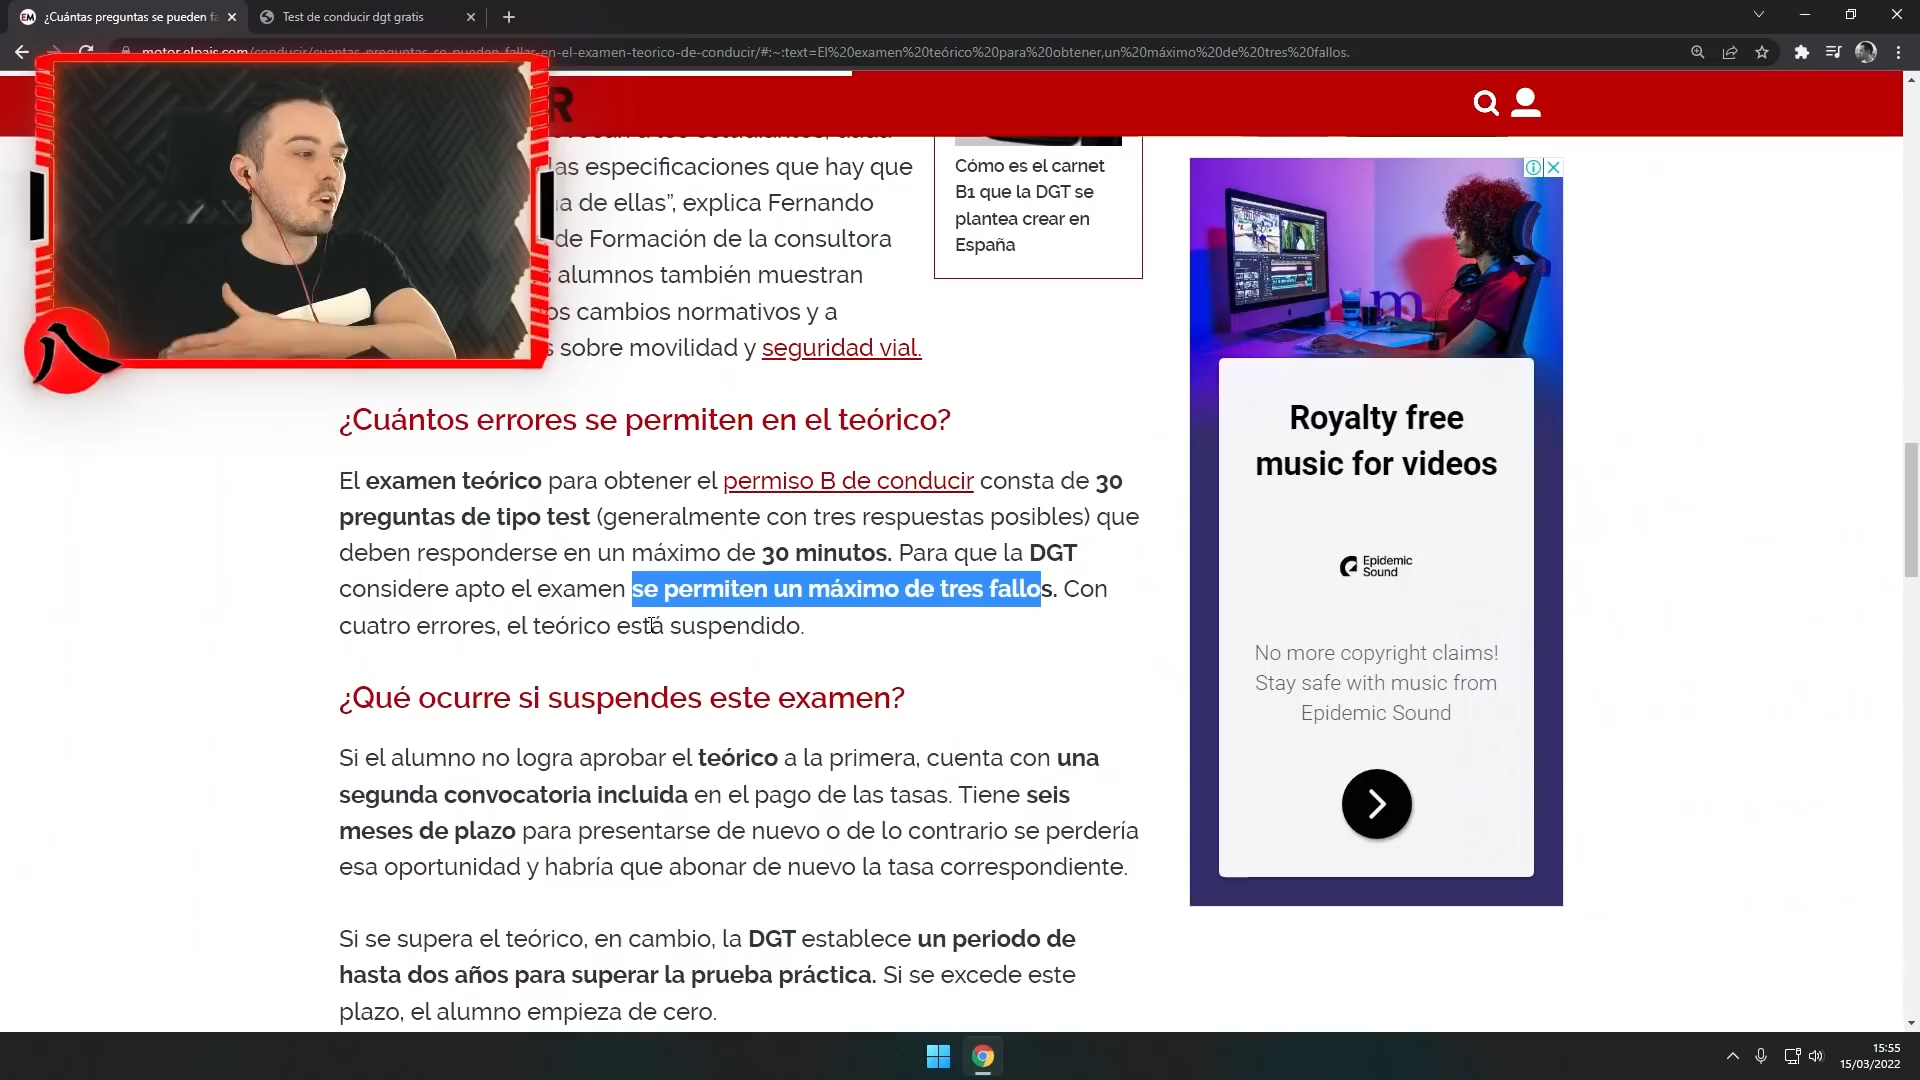 ¿Cuántas preguntas se pueden fa
Test de conducir dgt gratis
motor.elpais.com/conducir/cuantas-preguntas-se-pueden-fallar-en-el-examen-teorico-de-conducir/#:~:text=El%20examen%20teórico%20para%20obtener,un%20máximo%20de%20tres%20fallos.
R
las especificaciones que hay que
de ellas”, explica Fernando
de Formación de la consultora
alumnos también muestran
cambios normativos y a
sobre movilidad y seguridad vial.
Cómo es el carnet
B1 que la DGT se
plantea crear en
España
¿Cuántos errores se permiten en el teórico?
El examen teórico para obtener el permiso B de conducir consta de 30
preguntas de tipo test (generalmente con tres respuestas posibles) que
deben responderse en un máximo de 30 minutos. Para que la DGT
considere apto el examen se permiten un máximo de tres fallos. Con
cuatro errores, el teórico está suspendido.
¿Qué ocurre si suspendes este examen?
Si el alumno no logra aprobar el teórico a la primera, cuenta con una
segunda convocatoria incluida en el pago de las tasas. Tiene seis
meses de plazo para presentarse de nuevo o de lo contrario se perdería
esa oportunidad y habría que abonar de nuevo la tasa correspondiente.
Si se supera el teórico, en cambio, la DGT establece un periodo de
hasta dos años para superar la prueba práctica. Si se excede este
plazo, el alumno empieza de cero.
m
Royalty free
music for videos
Epidemic
Sound
No more copyright claims!
Stay safe with music from
Epidemic Sound
15:55
15/03/2022